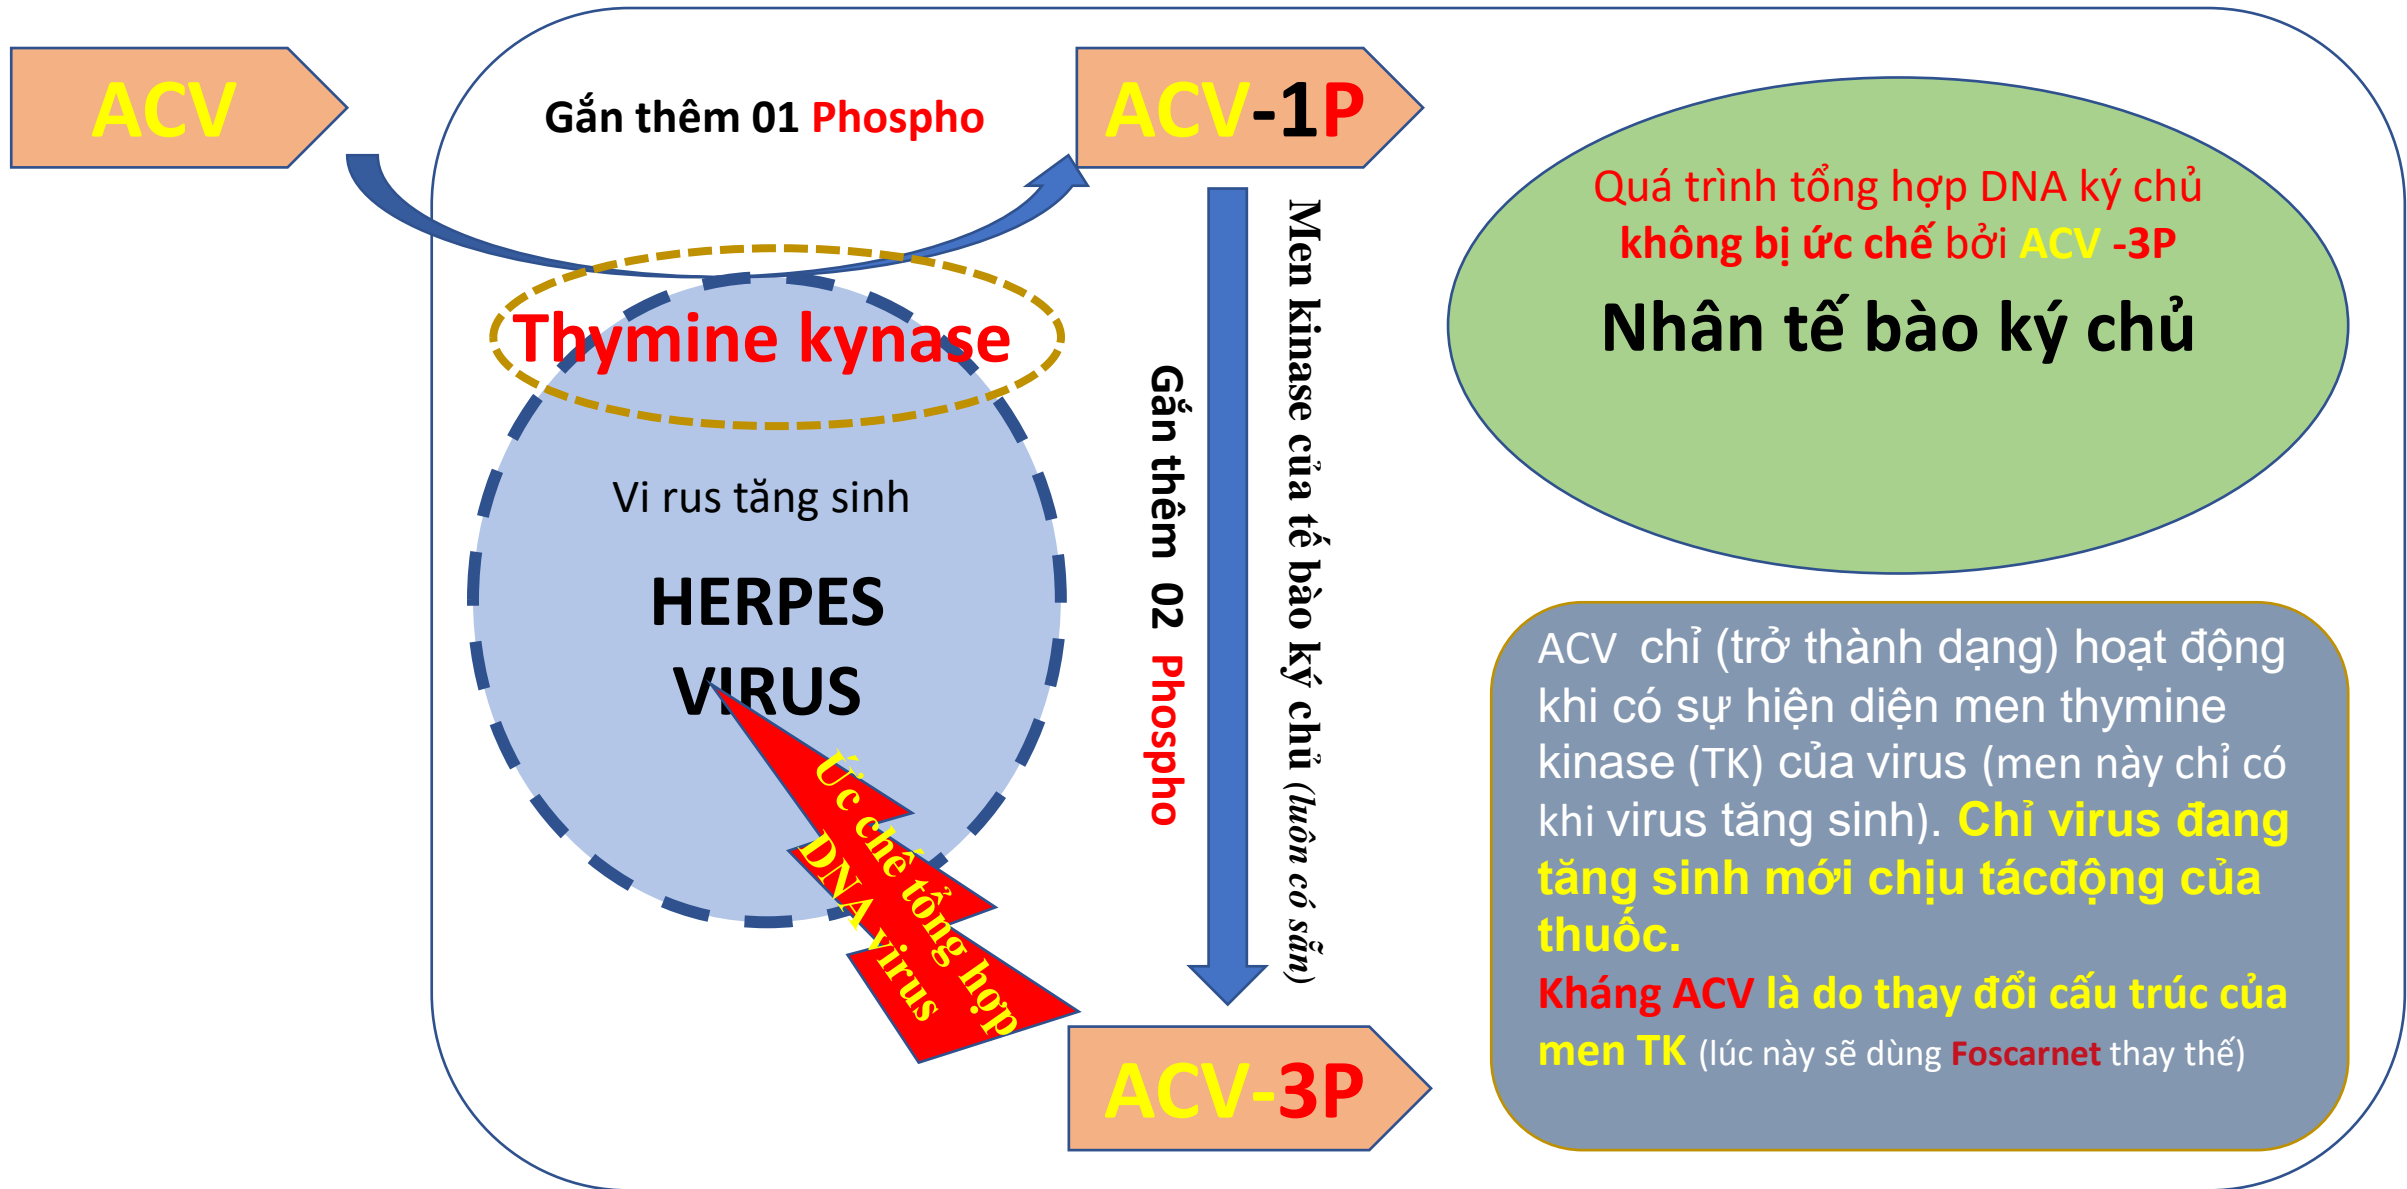 ACV
Gắn thêm 01 Phospho
ACV-1P
Thymine kynase
Vi rus tăng sinh
HERPES
VIRUS
Ức chế tổng hợp
DNA virus
Gắn thêm 02 Phospho
Men kinase của tế bào ký chủ (luôn có sẵn)
ACV-3P
Quá trình tổng hợp DNA ký chủ
không bị ức chế bởi ACV -3P
Nhân tế bào ký chủ
ACV chỉ (trở thành dạng) hoạt động
khi có sự hiện diện men thymine
kinase (TK) của virus (men này chỉ có
khi virus tăng sinh). Chỉ virus đang
tăng sinh mới chịu tácđộng của
thuốc.
Kháng ACV là do thay đổi cấu trúc của
men TK (lúc này sẽ dùng Foscarnet thay thế)